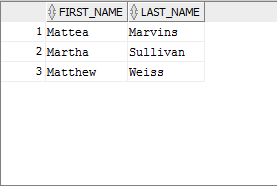 FIRST_NAME LAST_NAME
1 Mattea Marvins
2 Martha Sullivan
3 Matthew Weiss